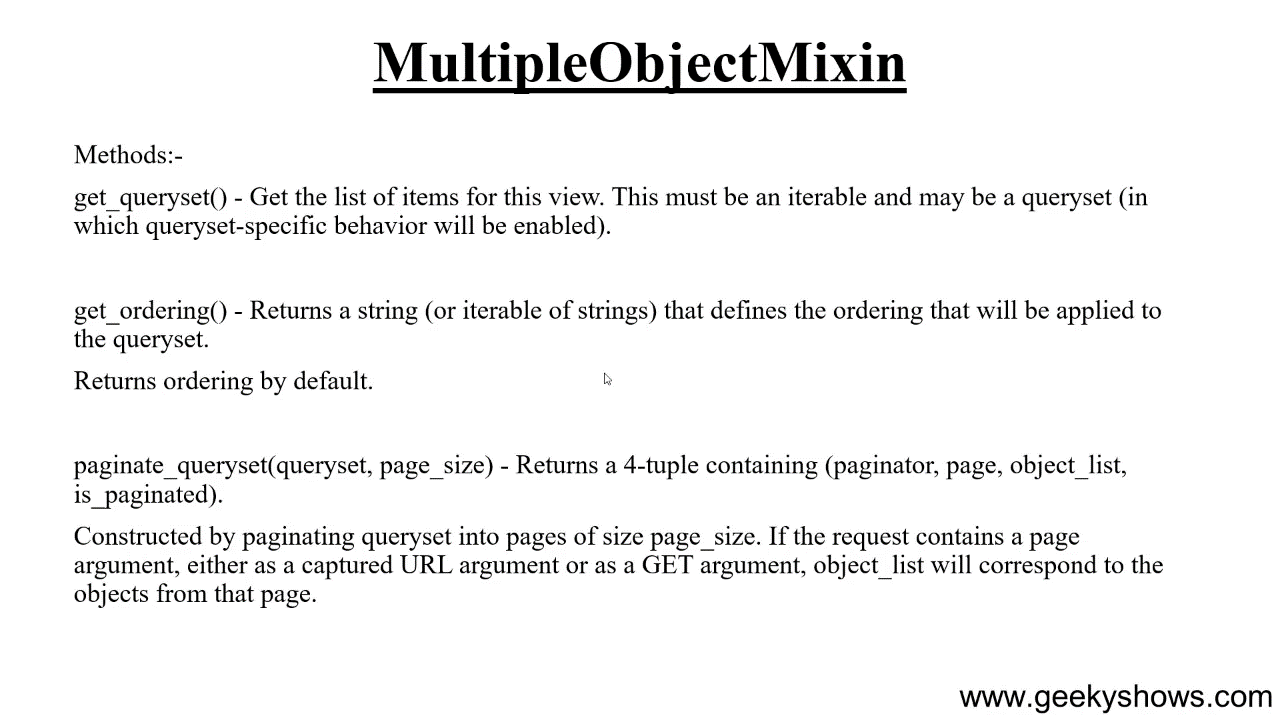 MultipleObjectMixin
Methods:-
get_queryset() - Get the list of items for this view. This must be an iterable and may be a queryset (in
which queryset-specific behavior will be enabled).
get_ordering() - Returns a string (or iterable of strings) that defines the ordering that will be applied to
the queryset.
Returns ordering by default.
paginate_queryset(queryset, page_size) - Returns a 4-tuple containing (paginator, page, object_list,
is_paginated).
Constructed by paginating queryset into pages of size page_size. If the request contains a page
argument, either as a captured URL argument or as a GET argument, object_list will correspond to the
objects from that page.
www.geekyshows.com